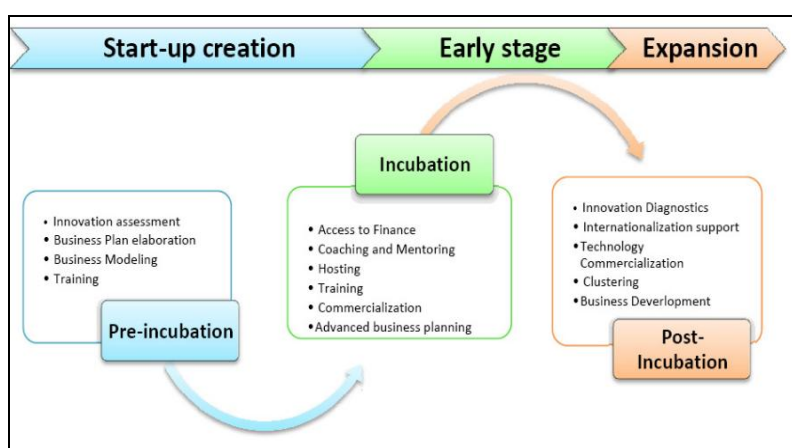 Start-up creation
Early stage
Expansion
• Innovation assessment
• Business Plan elaboration
• Business Modeling
• Training
Pre-incubation
Incubation
• Access to Finance
• Coaching and Mentoring
• Hosting
• Training
• Commercialization
• Advanced business planning
• Innovation Diagnostics
• Internationalization support
• Technology
Commercialization
• Clustering
• Business Deverlopment
Post-
Incubation